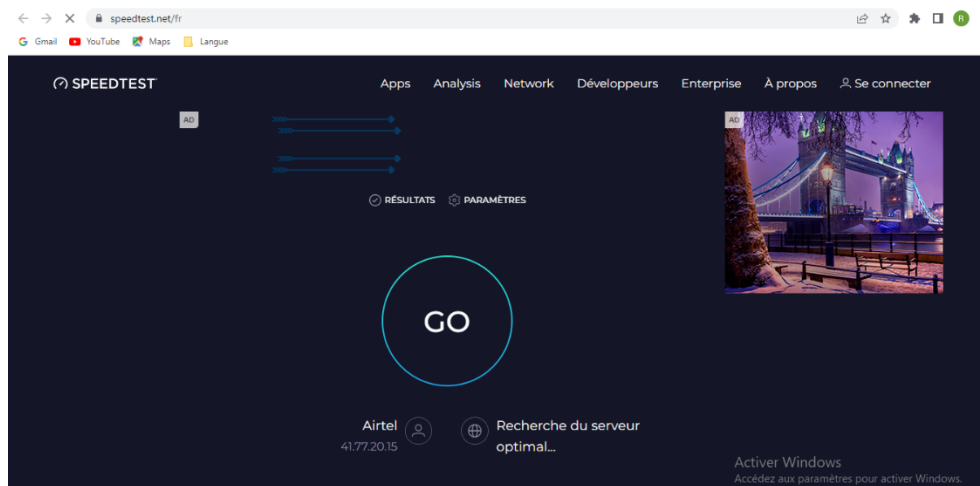 speedtest.net/fr
R
G Gmail YouTube Maps Langue
SPEEDTEST Apps Analysis Network Développeurs Enterprise À propos Se connecter
AD AD
RÉSULTATS PARAMÈTRES
GO
Airtel Recherche du serveur
41.77.20.15 optimal...
Activer Windows
Accédez aux paramètres pour activer Windows.